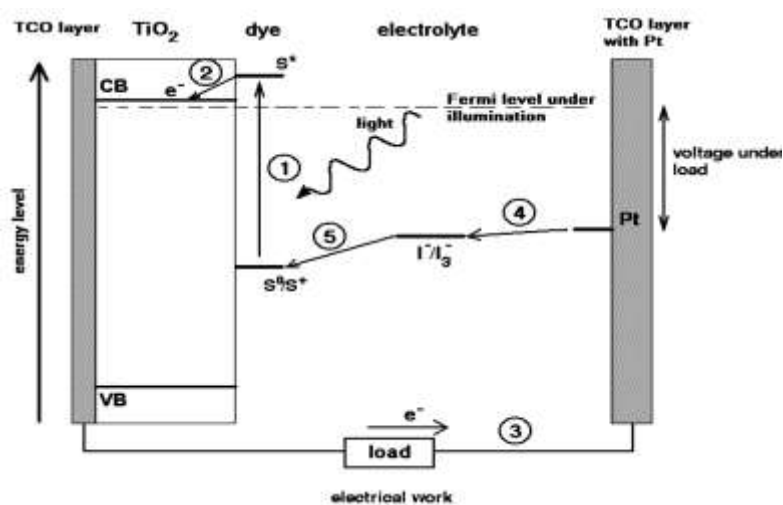 TCO layer
TiO₂
dye
electrolyte
TCO layer
with Pt
energy level
CB
e⁻
②
S*
Fermi level under
illumination
light
①
voltage under
load
④
Pt
⑤
I⁻/I₃⁻
S⁰/S⁺
VB
e⁻
③
load
electrical work